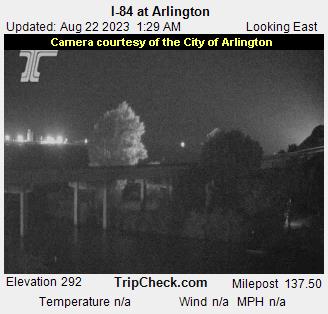 I-84 at Arlington
Updated: Aug 22 2023 1:29 AM Looking East
Camera courtesy of the City of Arlington
Elevation 292 TripCheck.com Milepost 137.50
Temperature n/a Wind n/a MPH n/a